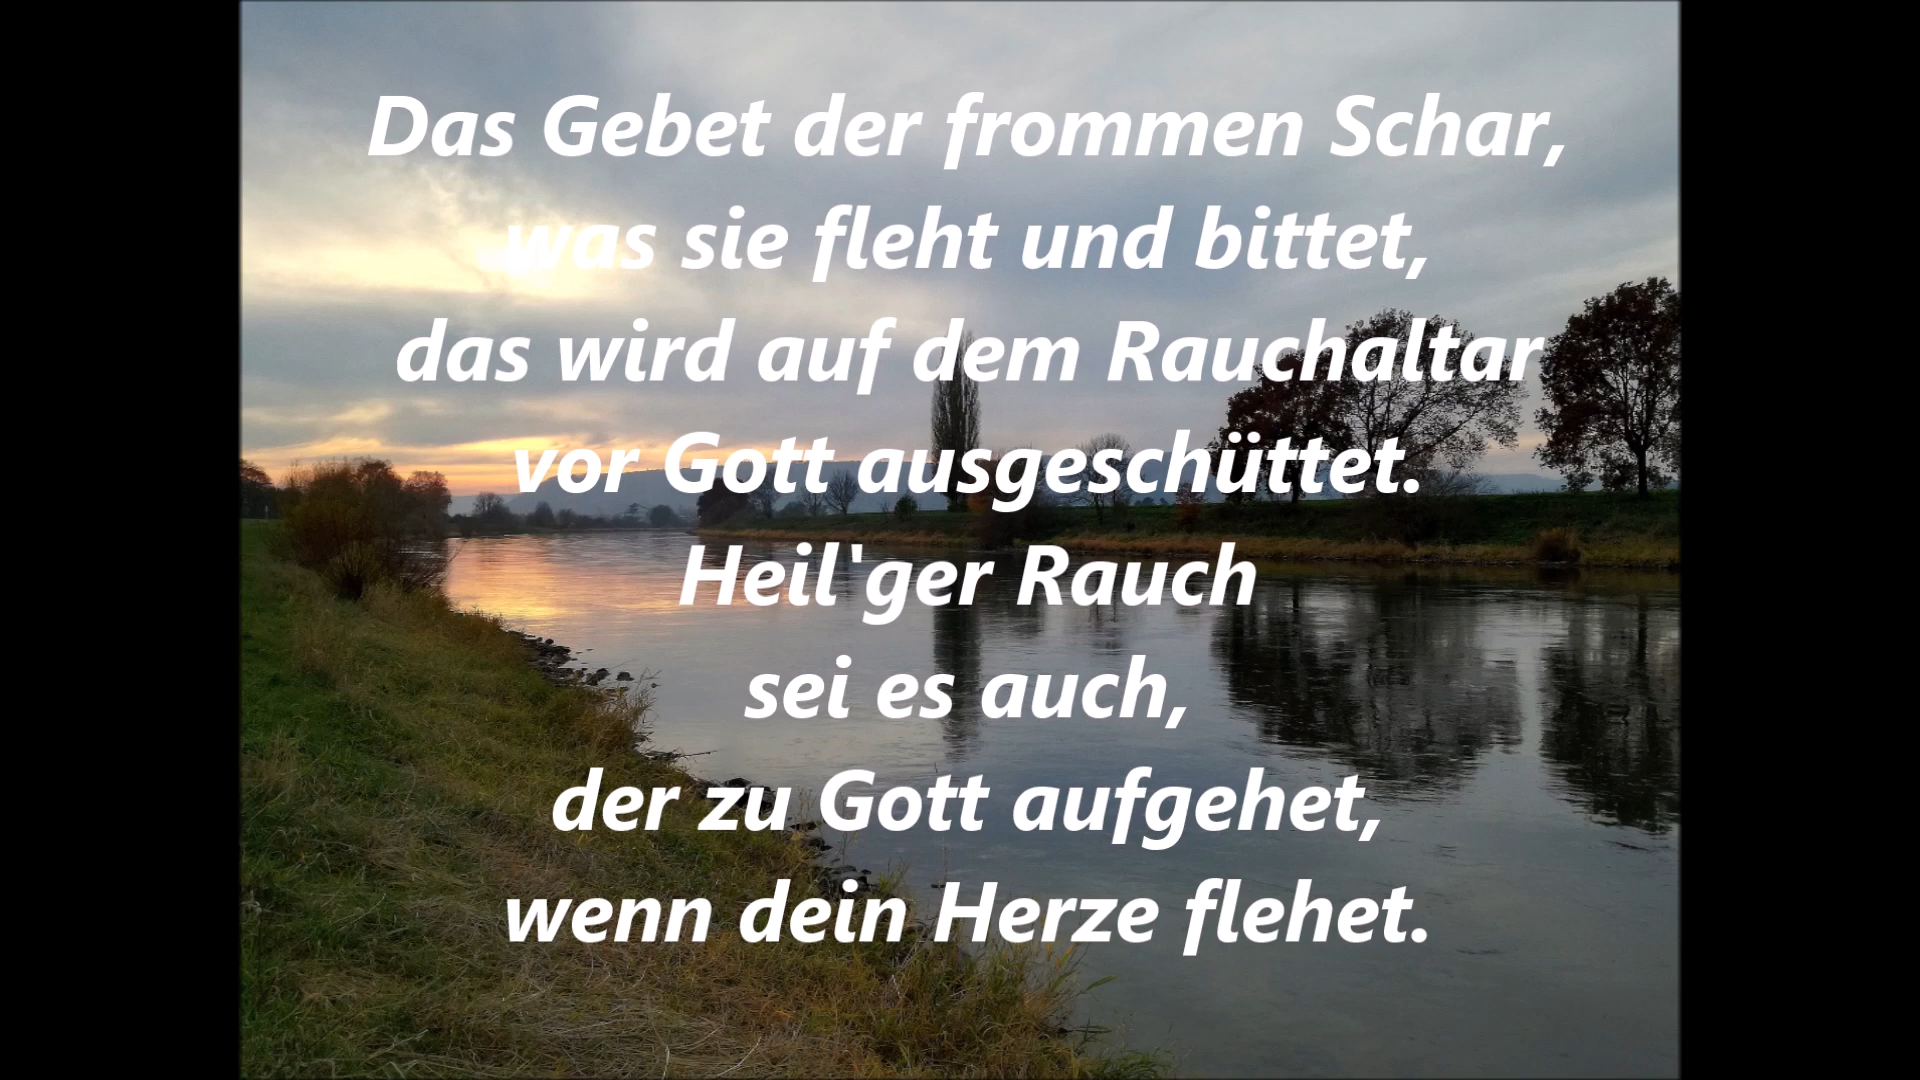 Das Gebet der frommen Schar,
was sie fleht und bittet,
das wird auf dem Rauchaltar
vor Gott ausgeschüttet.
Heil'ger Rauch
sei es auch,
der zu Gott aufgehet,
wenn dein Herze flehet.